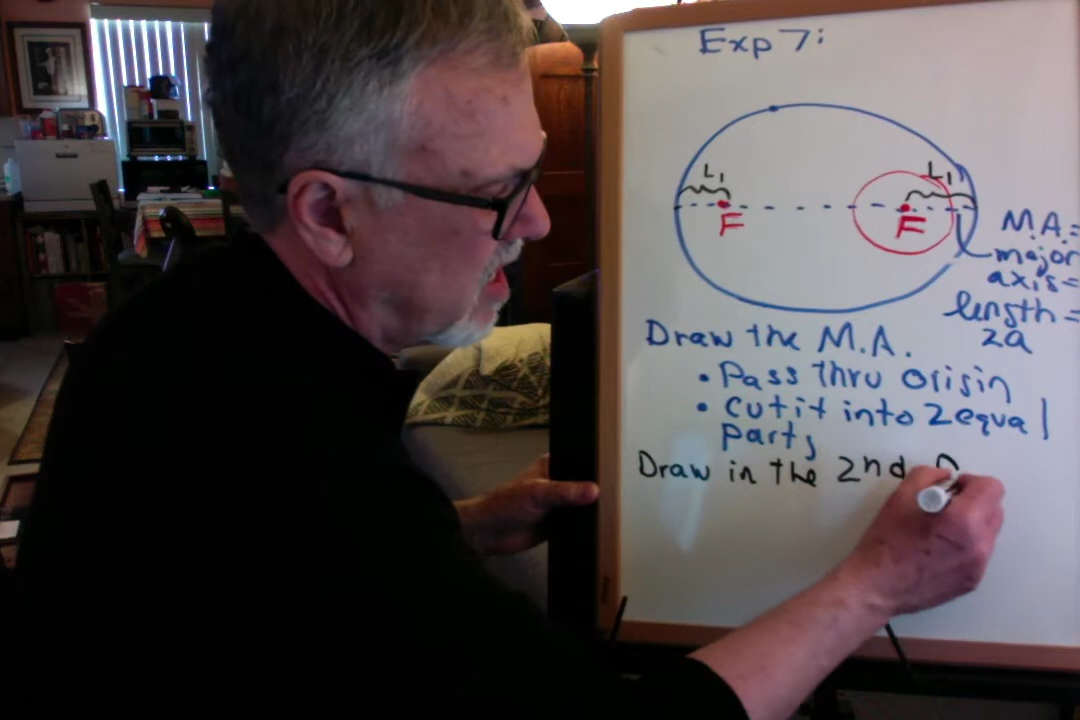 Exp 7:
L1
L1
F
F
M.A.=
major
axis=
length=
2a
Draw the M.A.
• Pass thru origin
• cut it into 2 equal
parts
Draw in the 2nd